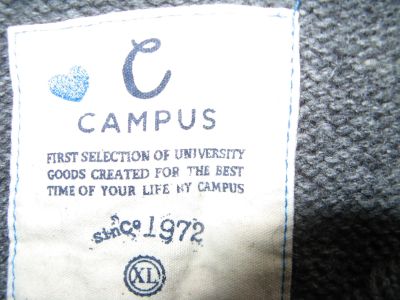 C
CAMPUS
FIRST SELECTION OF UNIVERSITY
GOODS CREATED FOR THE BEST
TIME OF YOUR LIFE BY CAMPUS
since 1972
XL